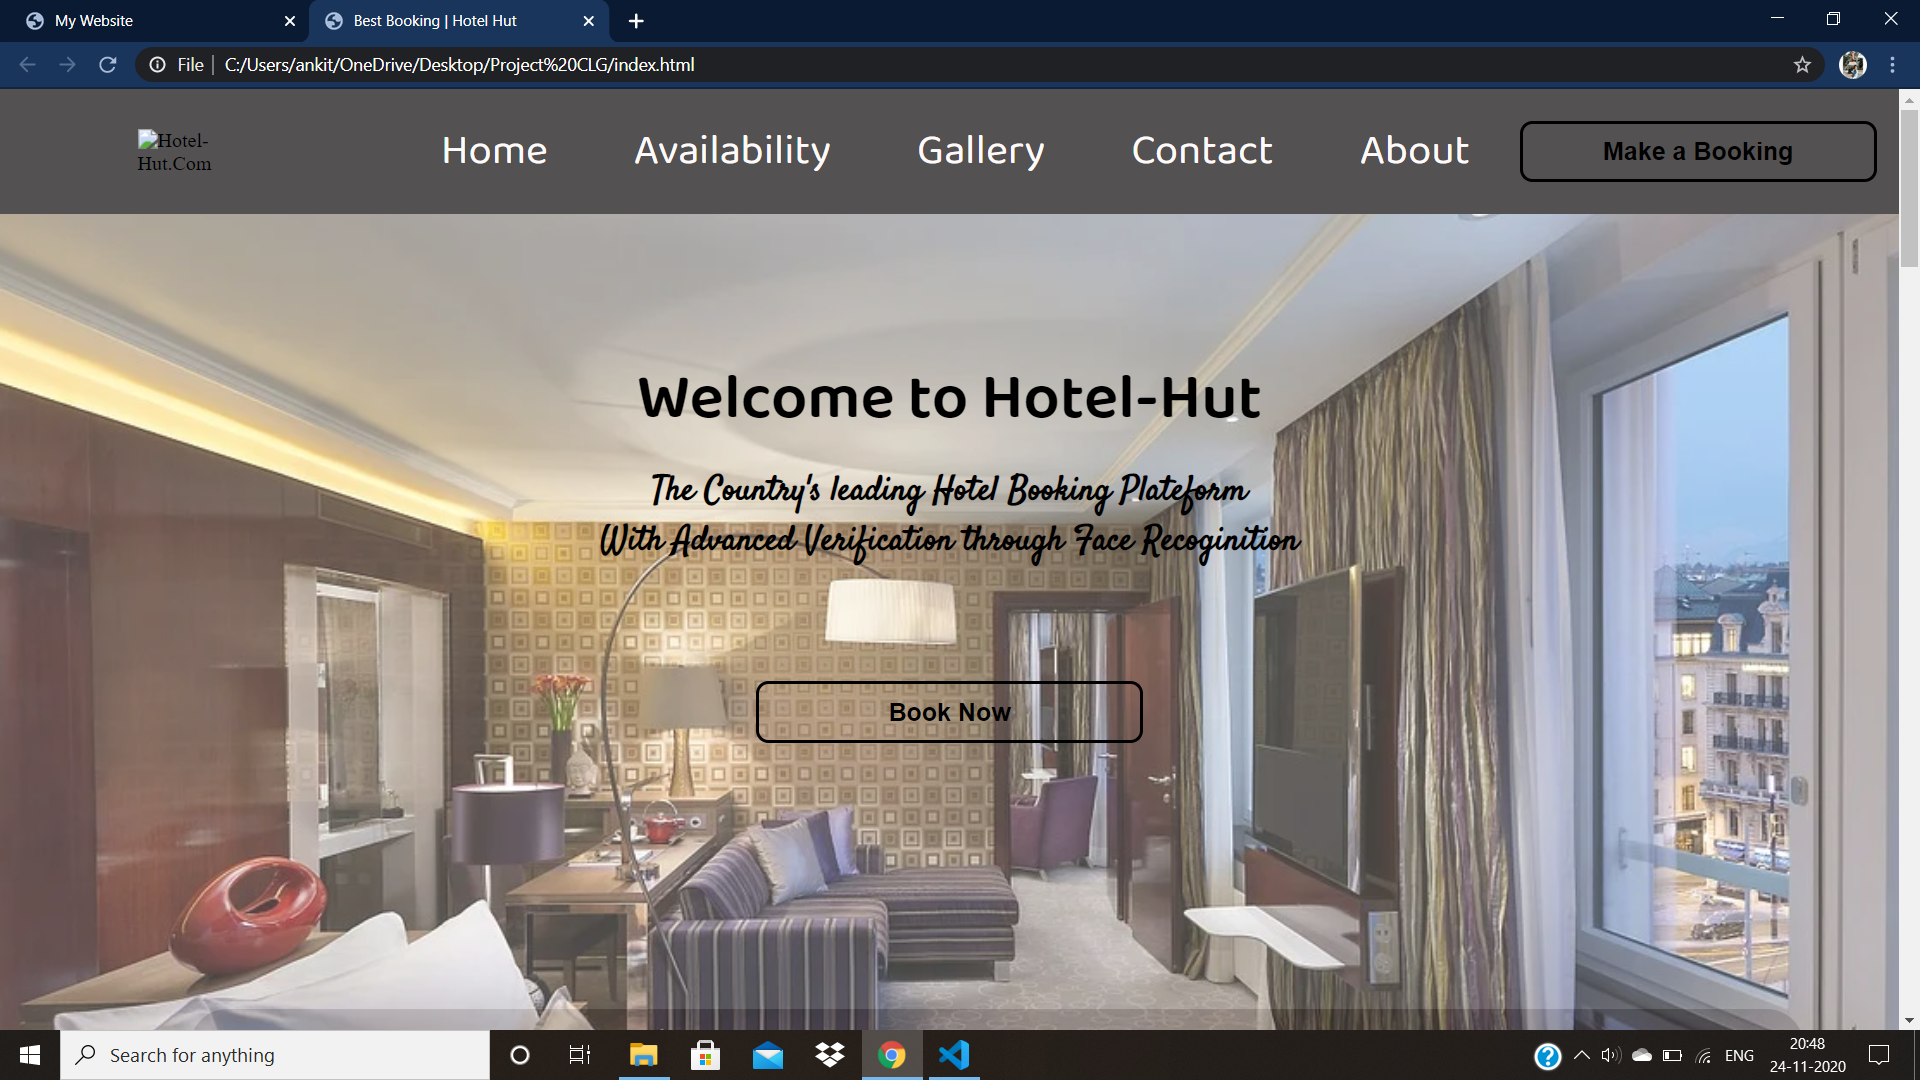 My Website
Best Booking | Hotel Hut
File
C:/Users/ankit/OneDrive/Desktop/Project%20CLG/index.html
Hotel-
Hut.Com
Home
Availability
Gallery
Contact
About
Make a Booking
Welcome to Hotel-Hut
The Country's leading Hotel Booking Plateform
With Advanced Verification through Face Recoginition
Book Now
Search for anything
ENG
20:48
24-11-2020